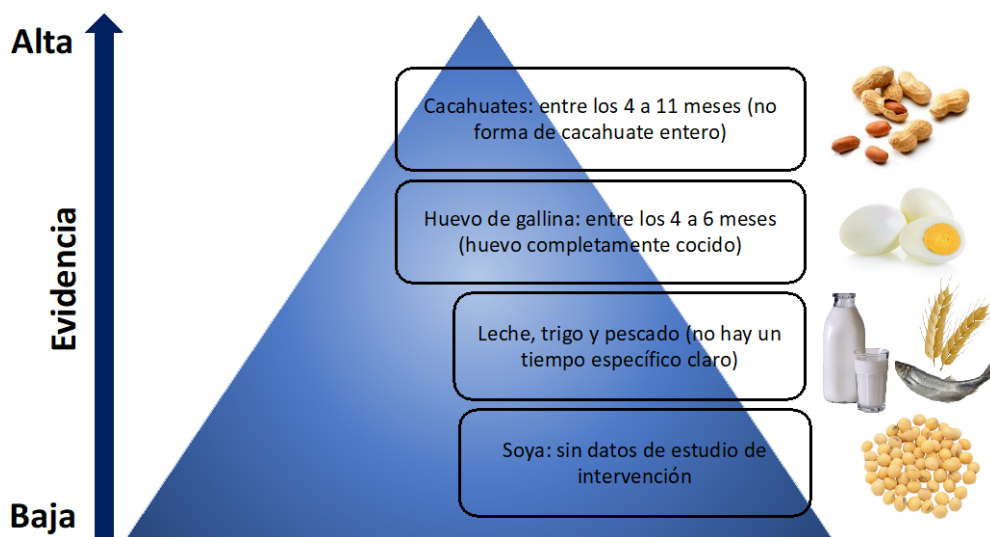 Alta
Cacahuates: entre los 4 a 11 meses (no
forma de cacahuate entero)
Huevo de gallina: entre los 4 a 6 meses
(huevo completamente cocido)
Evidencia
Leche, trigo y pescado (no hay un
tiempo específico claro)
Soya: sin datos de estudio de
intervención
Baja